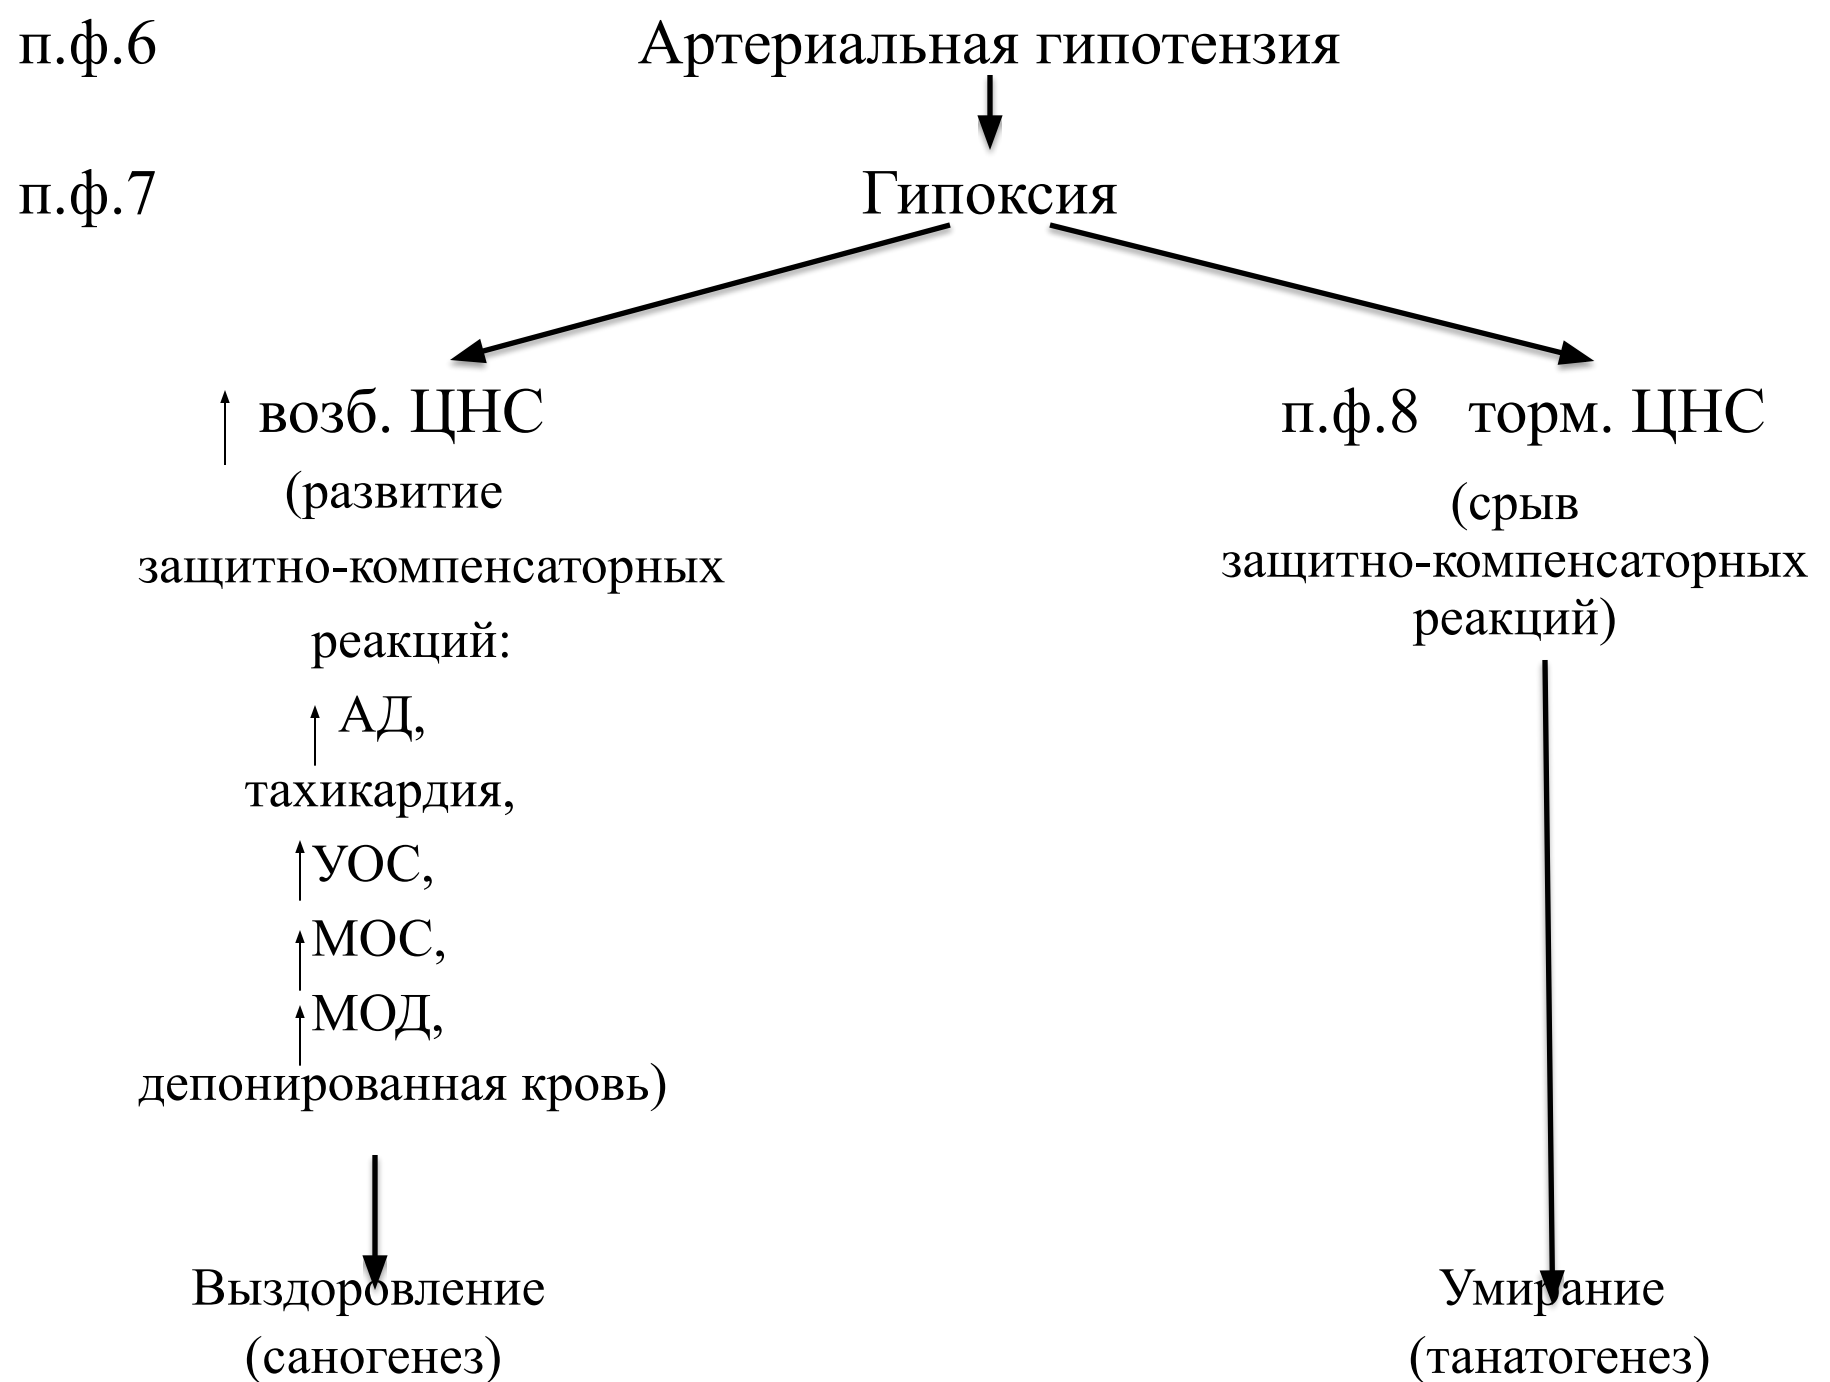 п.ф.6 Артериальная гипотензия
п.ф.7 Гипоксия
возб. ЦНС
(развитие
защитно-компенсаторных
реакций:
АД,
тахикардия,
УОС,
МОС,
МОД,
депонированная кровь)
Выздоровление
(саногенез)
п.ф.8 торм. ЦНС
(срыв
защитно-компенсаторных
реакций)
Умирание
(танатогенез)